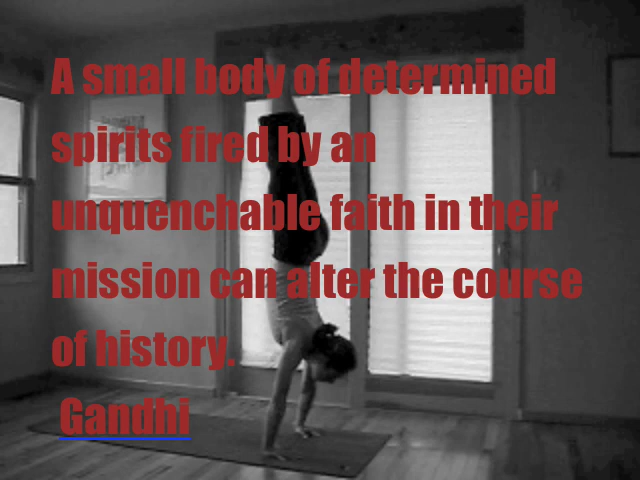 A small body of determined
spirits fired by an
unquenchable faith in their
mission can alter the course
of history.
Gandhi